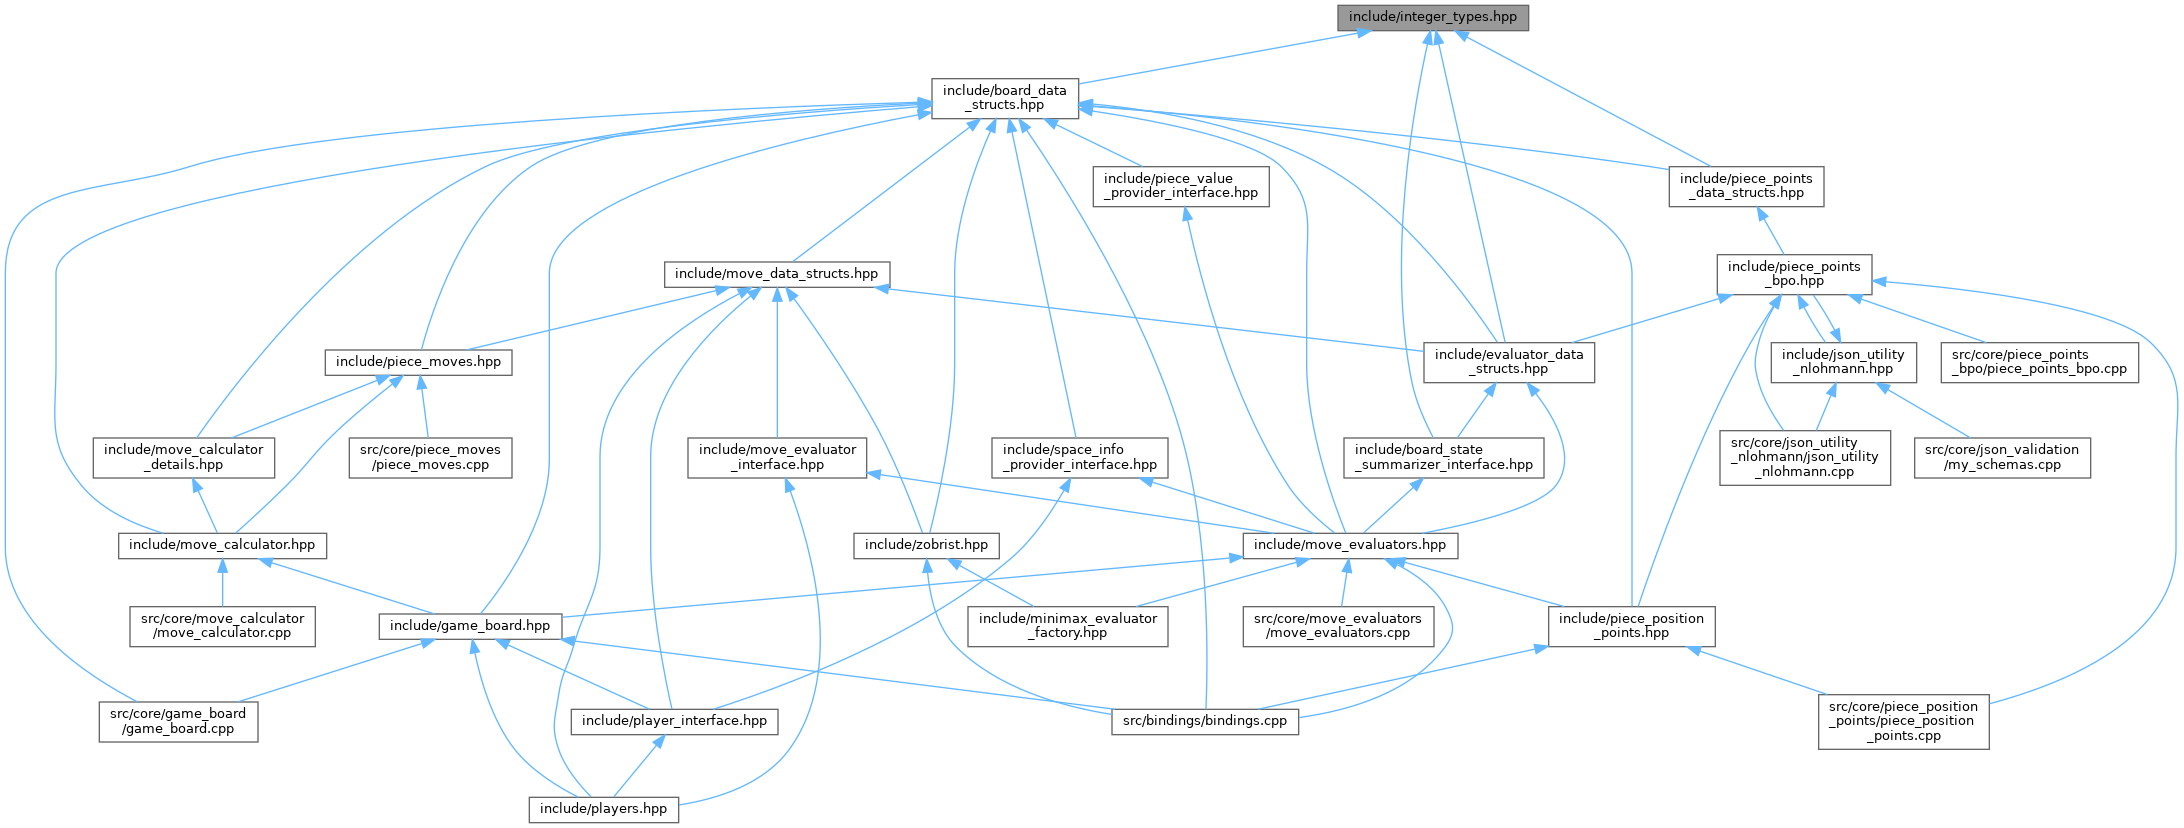 include/integer_types.hpp
include/board_data
_structs.hpp
include/piece_value
_provider_interface.hpp
include/piece_points
_data_structs.hpp
include/move_data_structs.hpp
include/piece_points
_bpo.hpp
include/piece_moves.hpp
include/evaluator_data
_structs.hpp
include/json_utility
_nlohmann.hpp
src/core/piece_points
_bpo/piece_points_bpo.cpp
include/move_calculator
_details.hpp
src/core/piece_moves
/piece_moves.cpp
include/move_evaluator
_interface.hpp
include/space_info
_provider_interface.hpp
include/board_state
_summarizer_interface.hpp
src/core/json_utility
_nlohmann/json_utility
_nlohmann.cpp
src/core/json_validation
/my_schemas.cpp
include/move_calculator.hpp
include/zobrist.hpp
include/move_evaluators.hpp
src/core/move_calculator
/move_calculator.cpp
include/game_board.hpp
include/minimax_evaluator
_factory.hpp
src/core/move_evaluators
/move_evaluators.cpp
include/piece_position
_points.hpp
src/core/game_board
/game_board.cpp
include/player_interface.hpp
src/bindings/bindings.cpp
src/core/piece_position
_points/piece_position
_points.cpp
include/players.hpp